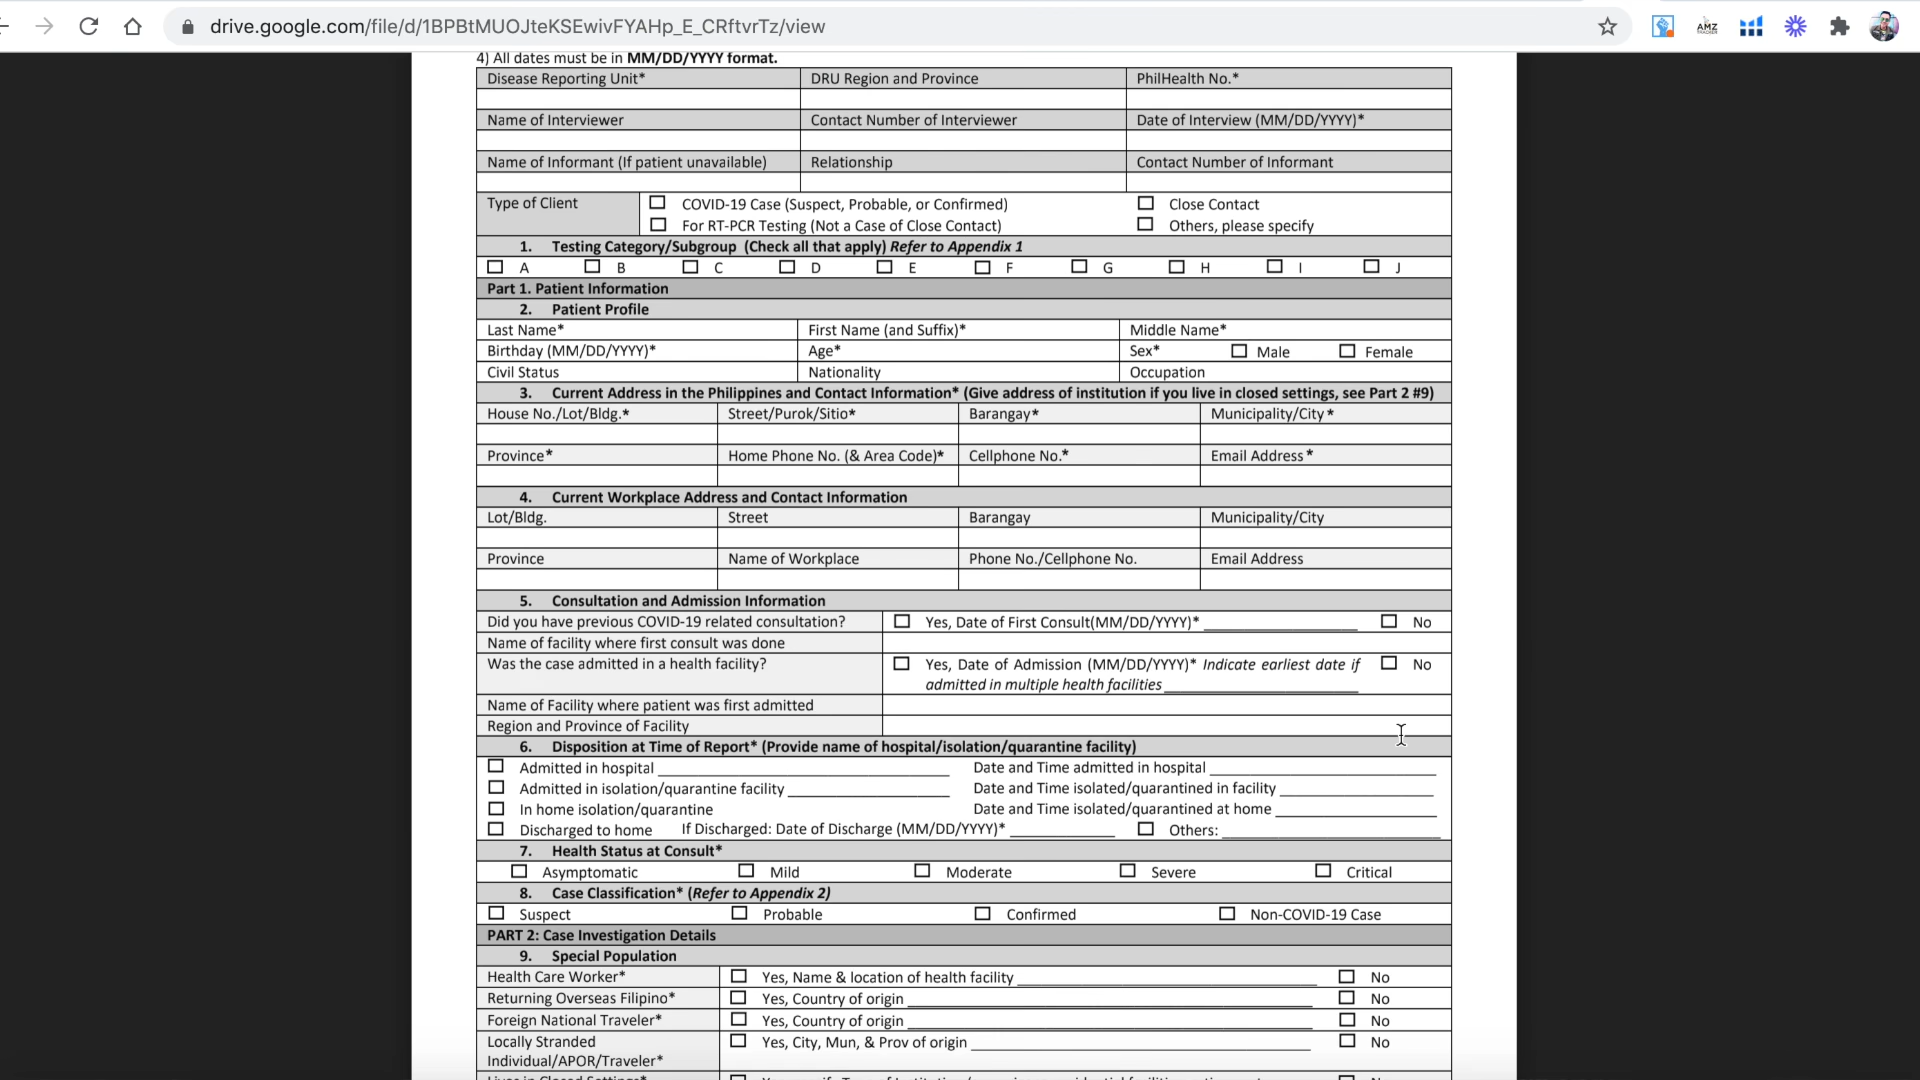 drive.google.com/file/d/1BPBtMUOJteKSEwivFYAHp_E_CRftvrTz/view
AMZ
4) All dates must be in MM/DD/YYYY format.
Disease Reporting Unit* DRU Region and Province PhilHealth No.*
Name of Interviewer Contact Number of Interviewer Date of Interview (MM/DD/YYYY)*
Name of Informant (If patient unavailable) Relationship Contact Number of Informant
Type of Client COVID-19 Case (Suspect, Probable, or Confirmed) Close Contact
For RT-PCR Testing (Not a Case of Close Contact) Others, please specify
1. Testing Category/Subgroup (Check all that apply) Refer to Appendix 1
A B C D E F G H I J
Part 1. Patient Information
2. Patient Profile
Last Name* First Name (and Suffix)* Middle Name*
Birthday (MM/DD/YYYY)* Age* Sex* Male Female
Civil Status Nationality Occupation
3. Current Address in the Philippines and Contact Information* (Give address of institution if you live in closed settings, see Part 2 #9)
House No./Lot/Bldg.* Street/Purok/Sitio* Barangay* Municipality/City*
Province* Home Phone No. (& Area Code)* Cellphone No.* Email Address*
4. Current Workplace Address and Contact Information
Lot/Bldg. Street Barangay Municipality/City
Province Name of Workplace Phone No./Cellphone No. Email Address
5. Consultation and Admission Information
Did you have previous COVID-19 related consultation? Yes, Date of First Consult(MM/DD/YYYY)* No
Name of facility where first consult was done
Was the case admitted in a health facility? Yes, Date of Admission (MM/DD/YYYY)* Indicate earliest date if No
admitted in multiple health facilities
Name of Facility where patient was first admitted
Region and Province of Facility
6. Disposition at Time of Report* (Provide name of hospital/isolation/quarantine facility)
Admitted in hospital Date and Time admitted in hospital
Admitted in isolation/quarantine facility Date and Time isolated/quarantined in facility
In home isolation/quarantine Date and Time isolated/quarantined at home
Discharged to home If Discharged: Date of Discharge (MM/DD/YYYY)* Others:
7. Health Status at Consult*
Asymptomatic Mild Moderate Severe Critical
8. Case Classification* (Refer to Appendix 2)
Suspect Probable Confirmed Non-COVID-19 Case
PART 2: Case Investigation Details
9. Special Population
Health Care Worker* Yes, Name & location of health facility No
Returning Overseas Filipino* Yes, Country of origin No
Foreign National Traveler* Yes, Country of origin No
Locally Stranded Yes, City, Mun, & Prov of origin No
Individual/APOR/Traveler*